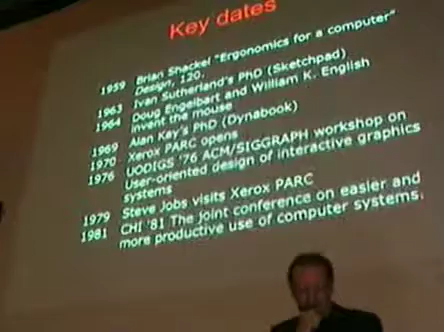 Key dates
1959 Brian Shackel "Ergonomics for a computer"
Design, 120.
1963 Ivan Sutherland's PhD (Sketchpad)
1964 Doug Engelbart and William K. English
invent the mouse
1969 Alan Kay's PhD (Dynabook)
1970 Xerox PARC opens
1976 UODIGS '76 ACM/SIGGRAPH workshop on
User-oriented design of interactive graphics
systems
1979 Steve Jobs visits Xerox PARC
1981 CHI '81 The joint conference on easier and
more productive use of computer systems.